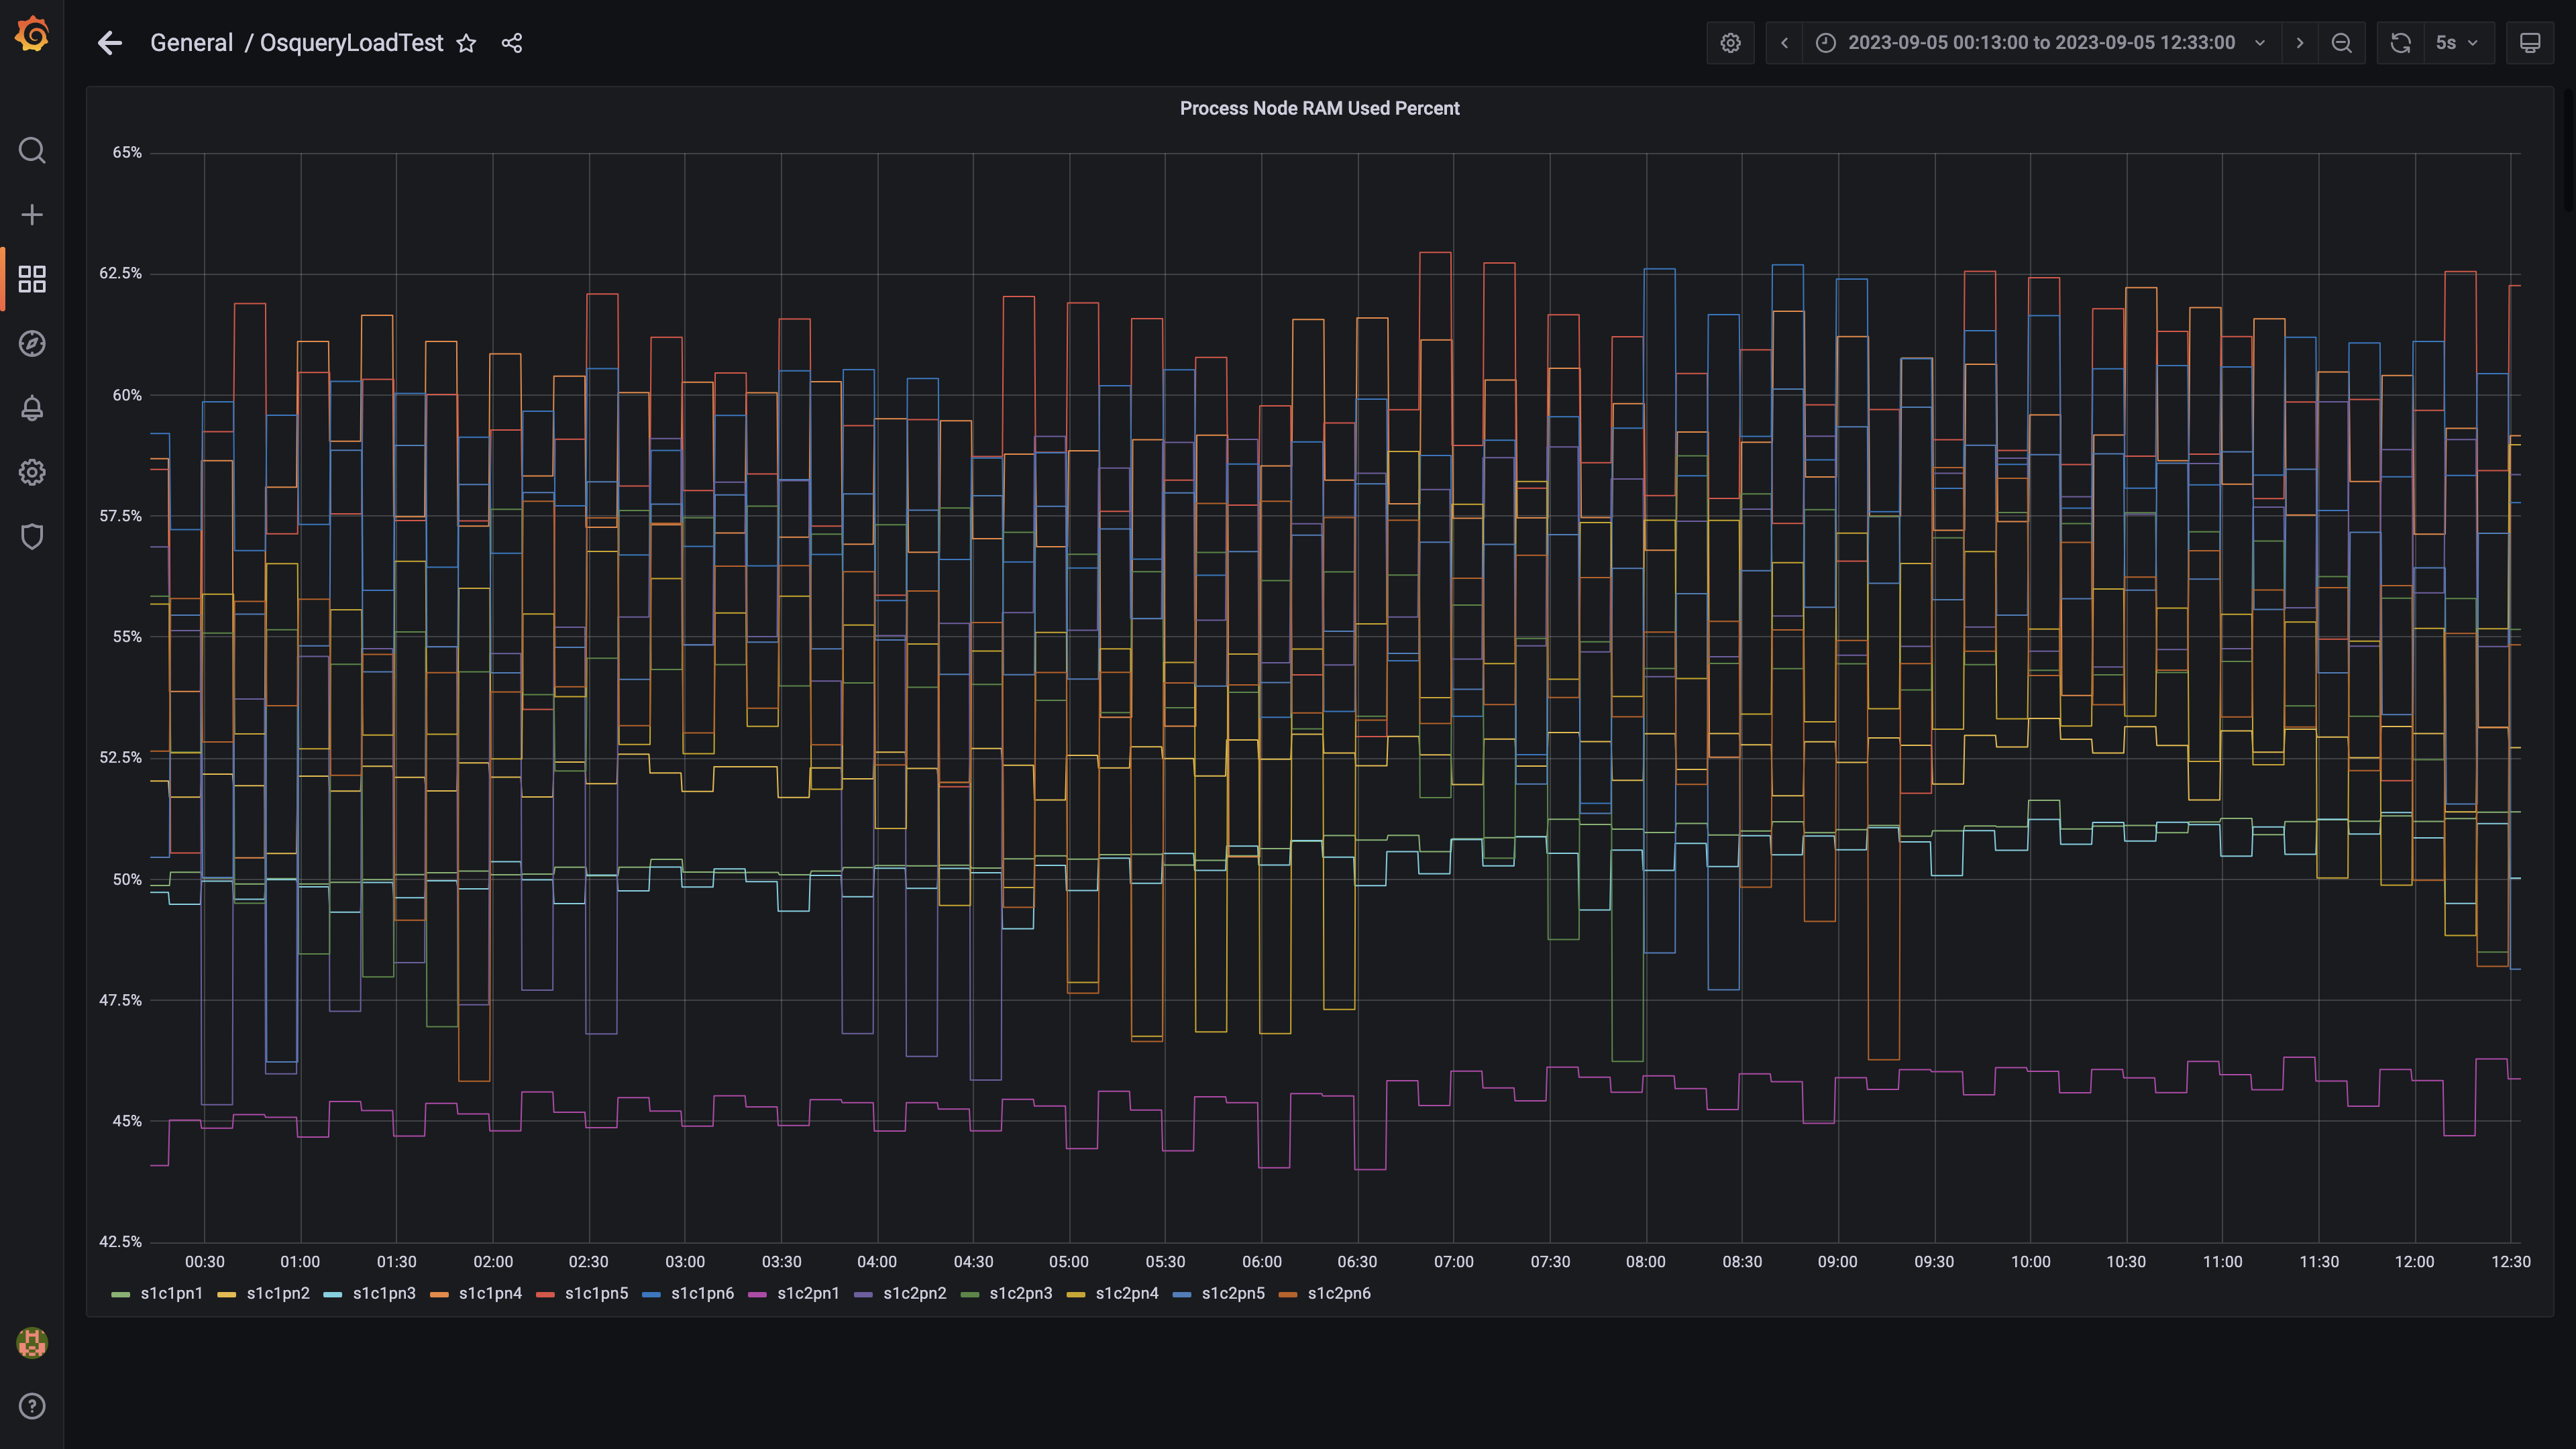 General / OsqueryLoadTest
2023-09-05 00:13:00 to 2023-09-05 12:33:00
5s
Process Node RAM Used Percent
65%
62.5%
60%
57.5%
55%
52.5%
50%
47.5%
45%
42.5%
00:30 01:00 01:30 02:00 02:30 03:00 03:30 04:00 04:30 05:00 05:30 06:00 06:30 07:00 07:30 08:00 08:30 09:00 09:30 10:00 10:30 11:00 11:30 12:00 12:30
s1c1pn1 s1c1pn2 s1c1pn3 s1c1pn4 s1c1pn5 s1c1pn6 s1c2pn1 s1c2pn2 s1c2pn3 s1c2pn4 s1c2pn5 s1c2pn6